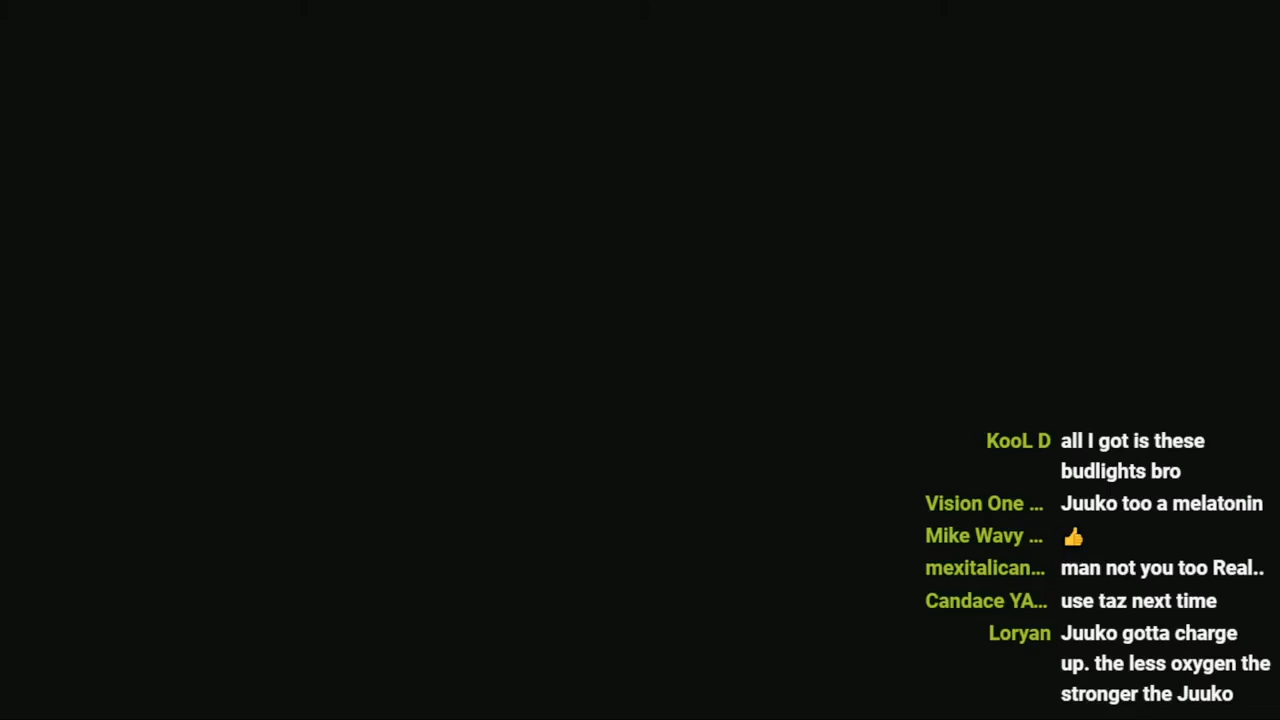 KooL D all I got is these
budlights bro
Vision One ... Juuko too a melatonin
Mike Wavy ... 👍
mexitalican... man not you too Real..
Candace YA... use taz next time
Loryan Juuko gotta charge
up. the less oxygen the
stronger the Juuko